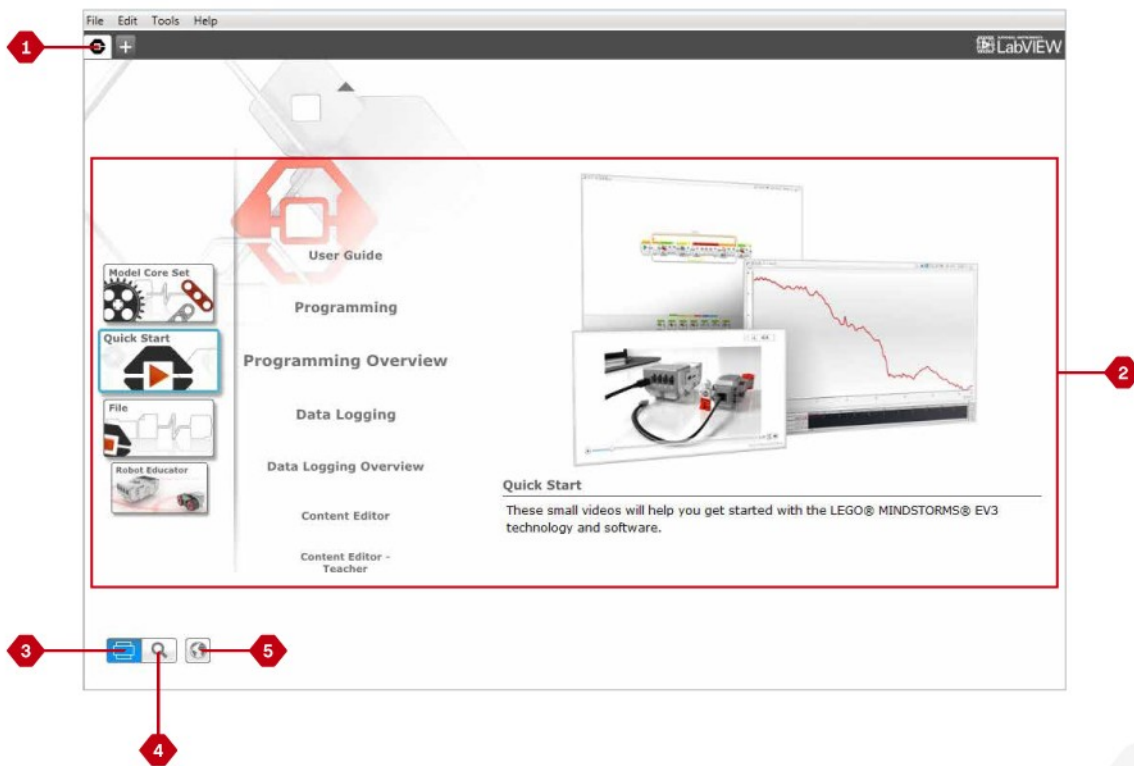 File Edit Tools Help
1
LabVIEW
User Guide
Model Core Set
Programming
Quick Start
Programming Overview
2
File
Data Logging
Robot Educator
Data Logging Overview
Quick Start
These small videos will help you get started with the LEGO® MINDSTORMS® EV3
technology and software.
Content Editor
Content Editor –
Teacher
3
5
4